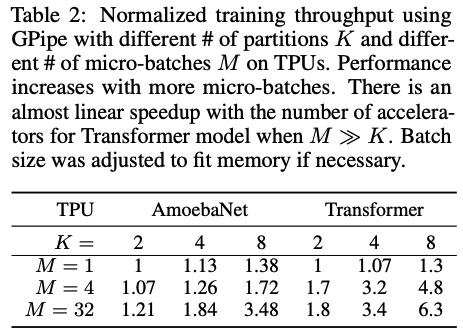 Table 2: Normalized training throughput using
GPipe with different # of partitions K and differ-
ent # of micro-batches M on TPUs. Performance
increases with more micro-batches. There is an
almost linear speedup with the number of accelera-
tors for Transformer model when M ≫ K. Batch
size was adjusted to fit memory if necessary.
TPU AmoebaNet Transformer
K = 2 4 8 2 4 8
M = 1 1 1.13 1.38 1 1.07 1.3
M = 4 1.07 1.26 1.72 1.7 3.2 4.8
M = 32 1.21 1.84 3.48 1.8 3.4 6.3